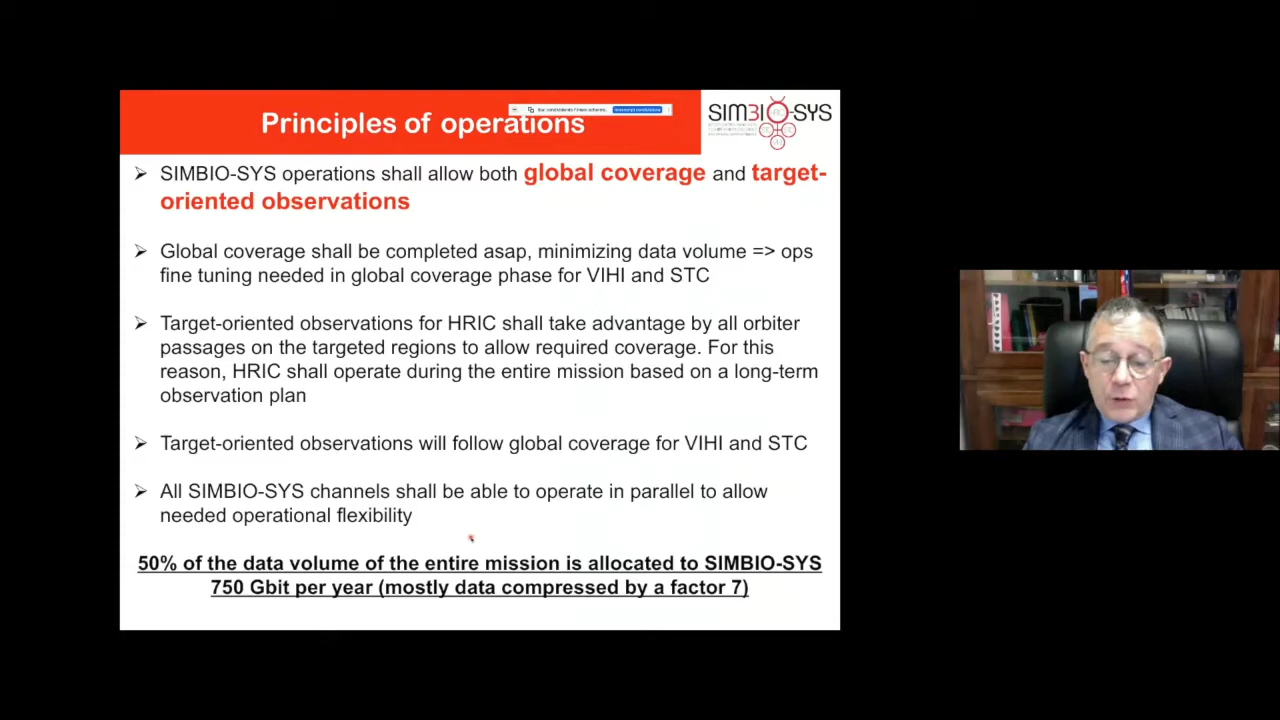 Principles of operations
SIMBIO-SYS
➢ SIMBIO-SYS operations shall allow both global coverage and target-
oriented observations
➢ Global coverage shall be completed asap, minimizing data volume => ops
fine tuning needed in global coverage phase for VIHI and STC
➢ Target-oriented observations for HRIC shall take advantage by all orbiter
passages on the targeted regions to allow required coverage. For this
reason, HRIC shall operate during the entire mission based on a long-term
observation plan
➢ Target-oriented observations will follow global coverage for VIHI and STC
➢ All SIMBIO-SYS channels shall be able to operate in parallel to allow
needed operational flexibility
50% of the data volume of the entire mission is allocated to SIMBIO-SYS
750 Gbit per year (mostly data compressed by a factor 7)